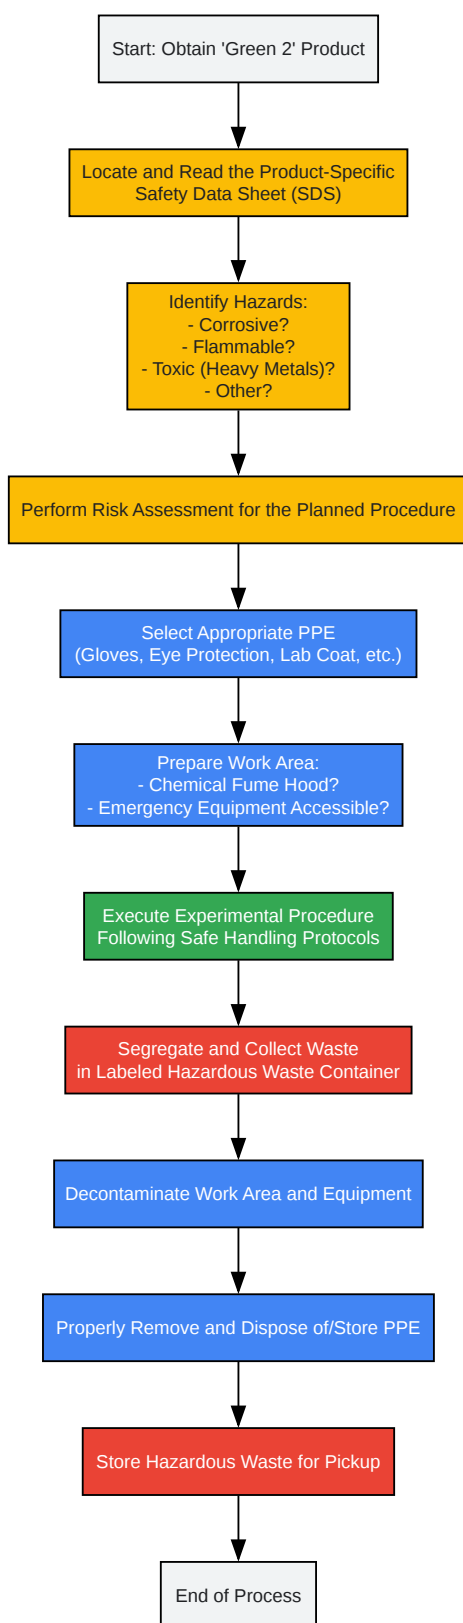 Start: Obtain 'Green 2' Product
Locate and Read the Product-Specific
Safety Data Sheet (SDS)
Identify Hazards:
- Corrosive?
- Flammable?
- Toxic (Heavy Metals)?
- Other?
Perform Risk Assessment for the Planned Procedure
Select Appropriate PPE
(Gloves, Eye Protection, Lab Coat, etc.)
Prepare Work Area:
- Chemical Fume Hood?
- Emergency Equipment Accessible?
Execute Experimental Procedure
Following Safe Handling Protocols
Segregate and Collect Waste
in Labeled Hazardous Waste Container
Decontaminate Work Area and Equipment
Properly Remove and Dispose of/Store PPE
Store Hazardous Waste for Pickup
End of Process